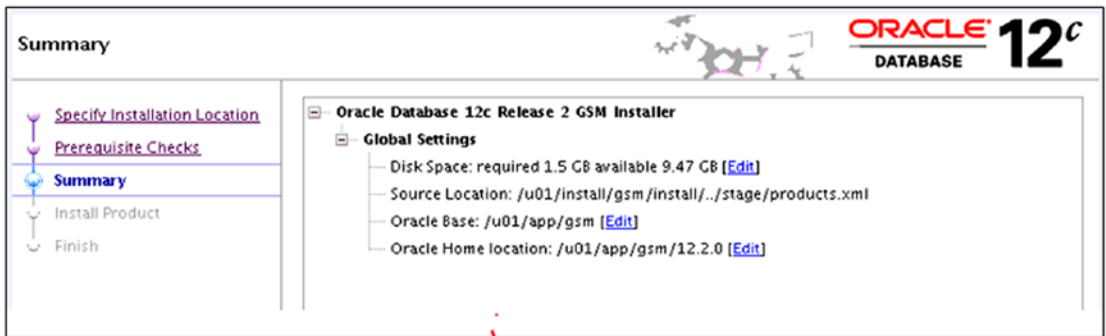 Summary
ORACLE DATABASE 12c
Specify Installation Location
Prerequisite Checks
Summary
Install Product
Finish
Oracle Database 12c Release 2 GSM Installer
Global Settings
Disk Space: required 1.5 GB available 9.47 GB [Edit]
Source Location: /u01/install/gsm/install/../stage/products.xml
Oracle Base: /u01/app/gsm [Edit]
Oracle Home location: /u01/app/gsm/12.2.0 [Edit]